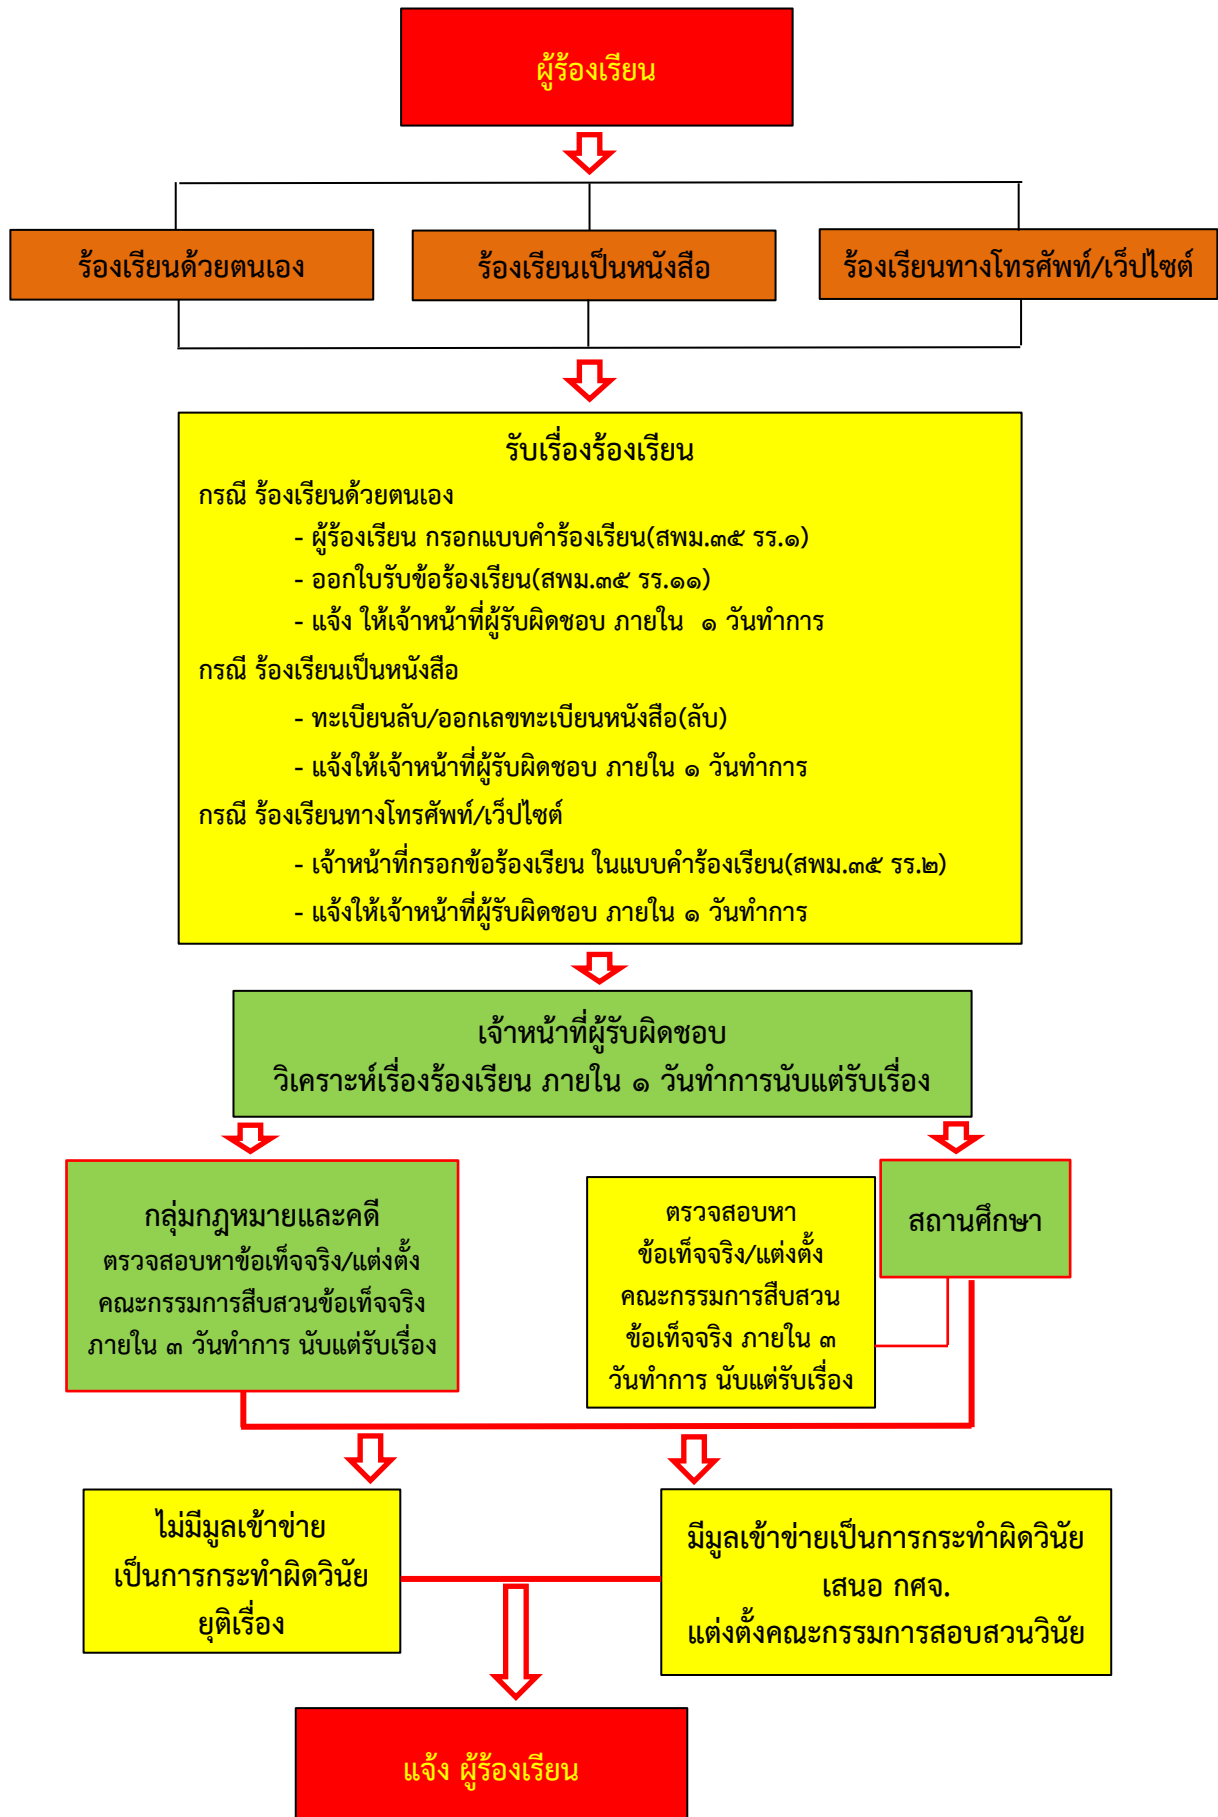 ผู้ร้องเรียน
ร้องเรียนด้วยตนเอง
ร้องเรียนเป็นหนังสือ
ร้องเรียนทางโทรศัพท์/เว็ปไซต์
รับเรื่องร้องเรียน
กรณี ร้องเรียนด้วยตนเอง
- ผู้ร้องเรียน กรอกแบบคำร้องเรียน(สพม.๓๕ รร.๑)
- ออกใบรับข้อร้องเรียน(สพม.๓๕ รร.๑๑)
- แจ้ง ให้เจ้าหน้าที่ผู้รับผิดชอบ ภายใน ๑ วันทำการ
กรณี ร้องเรียนเป็นหนังสือ
- ทะเบียนลับ/ออกเลขทะเบียนหนังสือ(ลับ)
- แจ้งให้เจ้าหน้าที่ผู้รับผิดชอบ ภายใน ๑ วันทำการ
กรณี ร้องเรียนทางโทรศัพท์/เว็ปไซต์
- เจ้าหน้าที่กรอกข้อร้องเรียน ในแบบคำร้องเรียน(สพม.๓๕ รร.๒)
- แจ้งให้เจ้าหน้าที่ผู้รับผิดชอบ ภายใน ๑ วันทำการ
เจ้าหน้าที่ผู้รับผิดชอบ
วิเคราะห์เรื่องร้องเรียน ภายใน ๑ วันทำการนับแต่รับเรื่อง
กลุ่มกฎหมายและคดี
ตรวจสอบหาข้อเท็จจริง/แต่งตั้ง
คณะกรรมการสืบสวนข้อเท็จจริง
ภายใน ๓ วันทำการ นับแต่รับเรื่อง
ตรวจสอบหา
ข้อเท็จจริง/แต่งตั้ง
คณะกรรมการสืบสวน
ข้อเท็จจริง ภายใน ๓
วันทำการ นับแต่รับเรื่อง
สถานศึกษา
ไม่มีมูลเข้าข่าย
เป็นการกระทำผิดวินัย
ยุติเรื่อง
มีมูลเข้าข่ายเป็นการกระทำผิดวินัย
เสนอ กศจ.
แต่งตั้งคณะกรรมการสอบสวนวินัย
แจ้ง ผู้ร้องเรียน